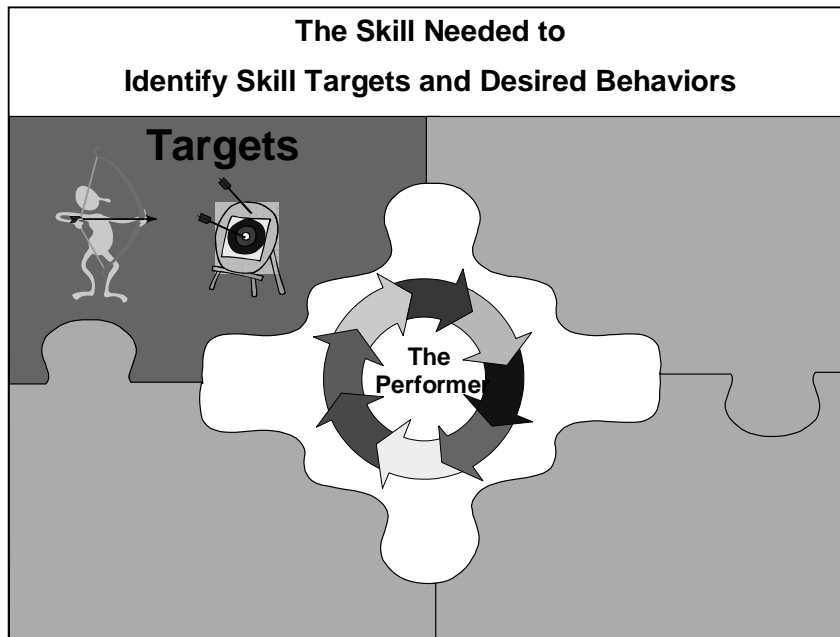 The Skill Needed to
Identify Skill Targets and Desired Behaviors
Targets
The
Performer